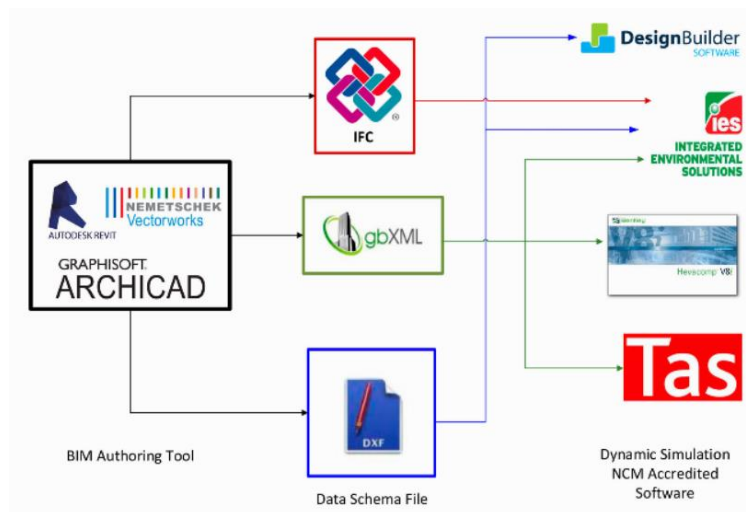 DesignBuilder
SOFTWARE
IFC
®
ies
INTEGRATED
ENVIRONMENTAL
SOLUTIONS
AUTODESK REVIT
NEMETSCHEK
Vectorworks
GRAPHISOFT.
ARCHICAD
gbXML
Bentley
Hevacomp V8i
DXF
Tas
BIM Authoring Tool
Data Schema File
Dynamic Simulation
NCM Accredited
Software